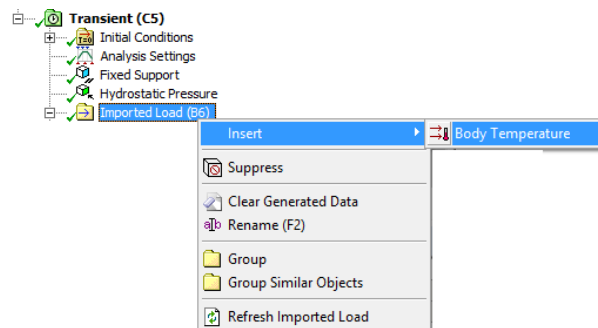 Transient (C5)
Initial Conditions
Analysis Settings
Fixed Support
Hydrostatic Pressure
Imported Load (B6)
Insert
Body Temperature
Suppress
Clear Generated Data
Rename (F2)
Group
Group Similar Objects
Refresh Imported Load